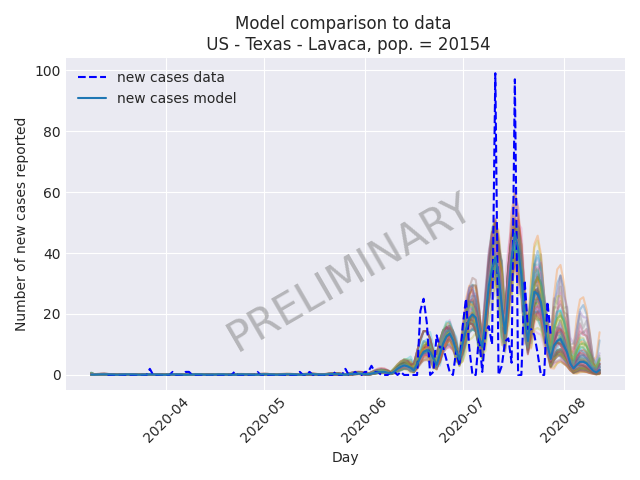 Model comparison to data
US - Texas - Lavaca, pop. = 20154
new cases data
new cases model
Number of new cases reported
100
80
60
40
20
0
PRELIMINARY
2020-04
2020-05
2020-06
2020-07
2020-08
Day